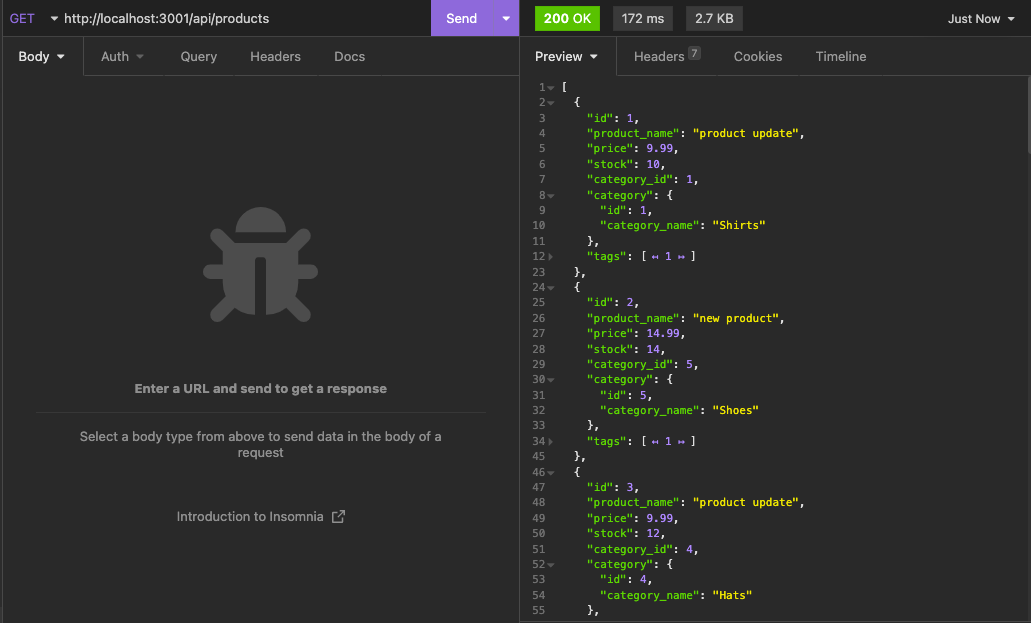 GET http://localhost:3001/api/products Send 200 OK 172 ms 2.7 KB Just Now
Body Auth Query Headers Docs
Enter a URL and send to get a response
Select a body type from above to send data in the body of a
request
Introduction to Insomnia
Preview Headers 7 Cookies Timeline
1 [
2 {
3 "id": 1,
4 "product_name": "product update",
5 "price": 9.99,
6 "stock": 10,
7 "category_id": 1,
8 "category": {
9 "id": 1,
10 "category_name": "Shirts"
11 },
12 "tags": [ ↤ 1 ↦ ]
23 },
24 {
25 "id": 2,
26 "product_name": "new product",
27 "price": 14.99,
28 "stock": 14,
29 "category_id": 5,
30 "category": {
31 "id": 5,
32 "category_name": "Shoes"
33 },
34 "tags": [ ↤ 1 ↦ ]
45 },
46 {
47 "id": 3,
48 "product_name": "product update",
49 "price": 9.99,
50 "stock": 12,
51 "category_id": 4,
52 "category": {
53 "id": 4,
54 "category_name": "Hats"
55 },